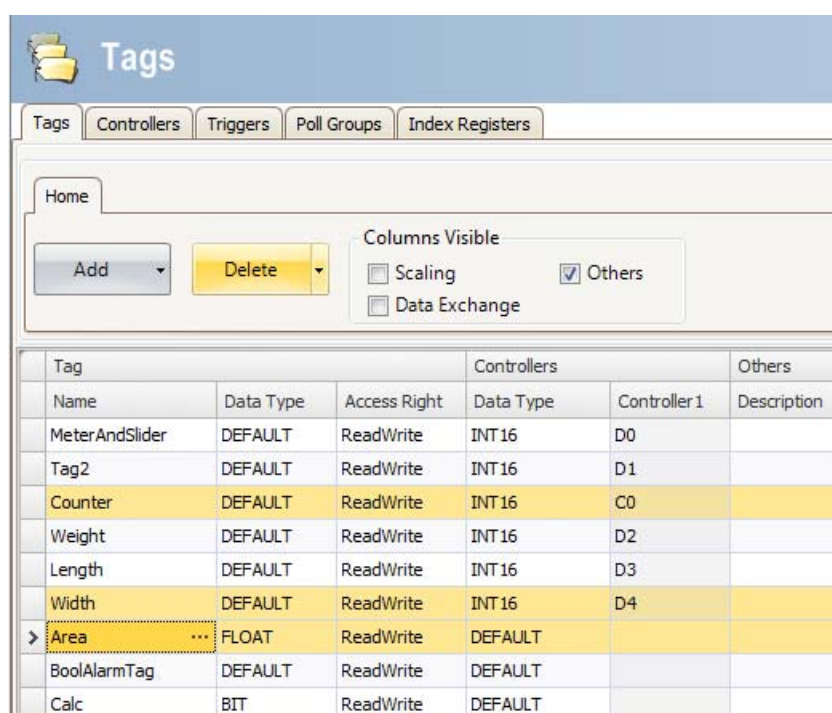 Tags
Tags Controllers Triggers Poll Groups Index Registers
Home
Columns Visible
Add Delete Scaling Others
Data Exchange
Tag Controllers Others
Name Data Type Access Right Data Type Controller1 Description
MeterAndSlider DEFAULT ReadWrite INT16 D0
Tag2 DEFAULT ReadWrite INT16 D1
Counter DEFAULT ReadWrite INT16 C0
Weight DEFAULT ReadWrite INT16 D2
Length DEFAULT ReadWrite INT16 D3
Width DEFAULT ReadWrite INT16 D4
Area ... FLOAT ReadWrite DEFAULT
BoolAlarmTag DEFAULT ReadWrite DEFAULT
Calc BIT ReadWrite DEFAULT